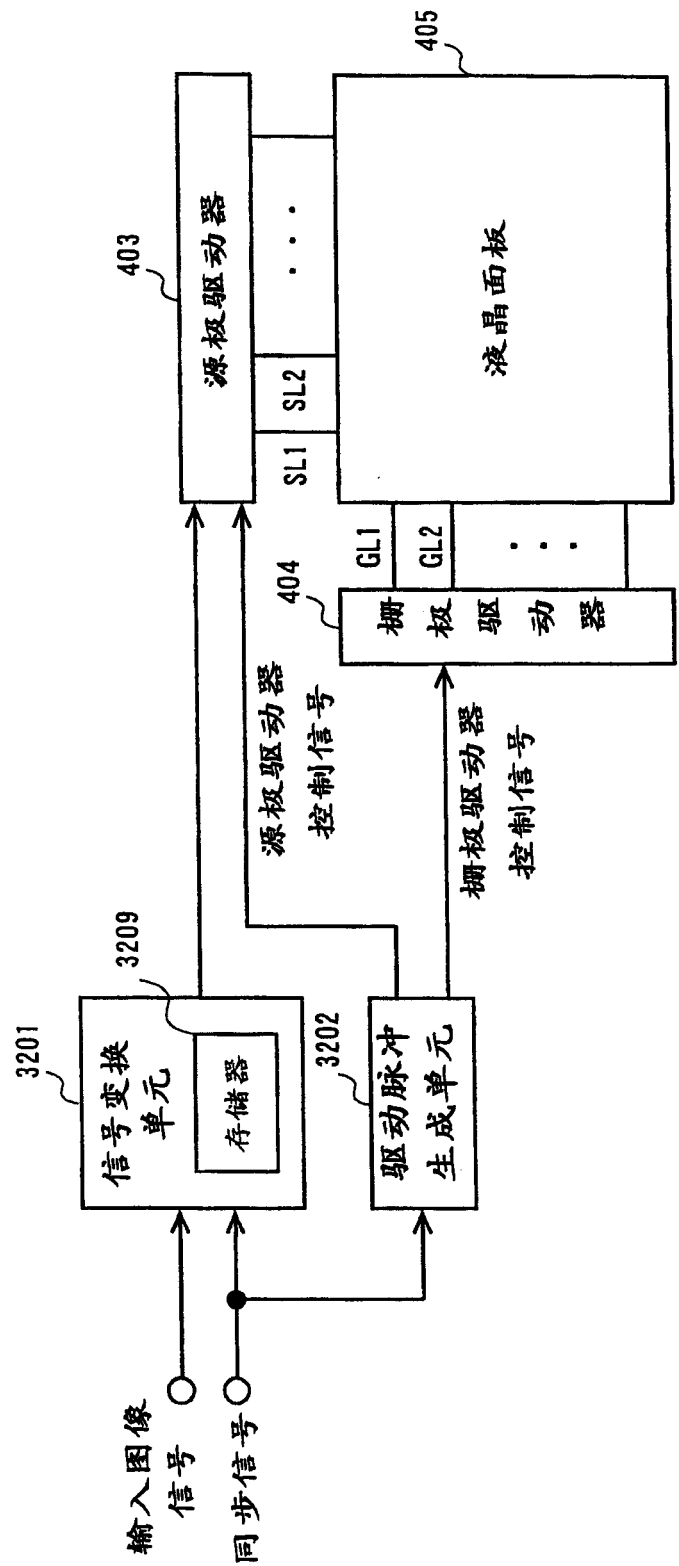 输入图像
信号
同步信号
3201
信号变换
单元
3209
存储器
3202
驱动脉冲
生成单元
源极驱动器
控制信号
栅极驱动器
控制信号
403
源极驱动器
SL1
SL2
. . .
404
栅极驱动器
GL1
GL2
. . .
405
液晶面板